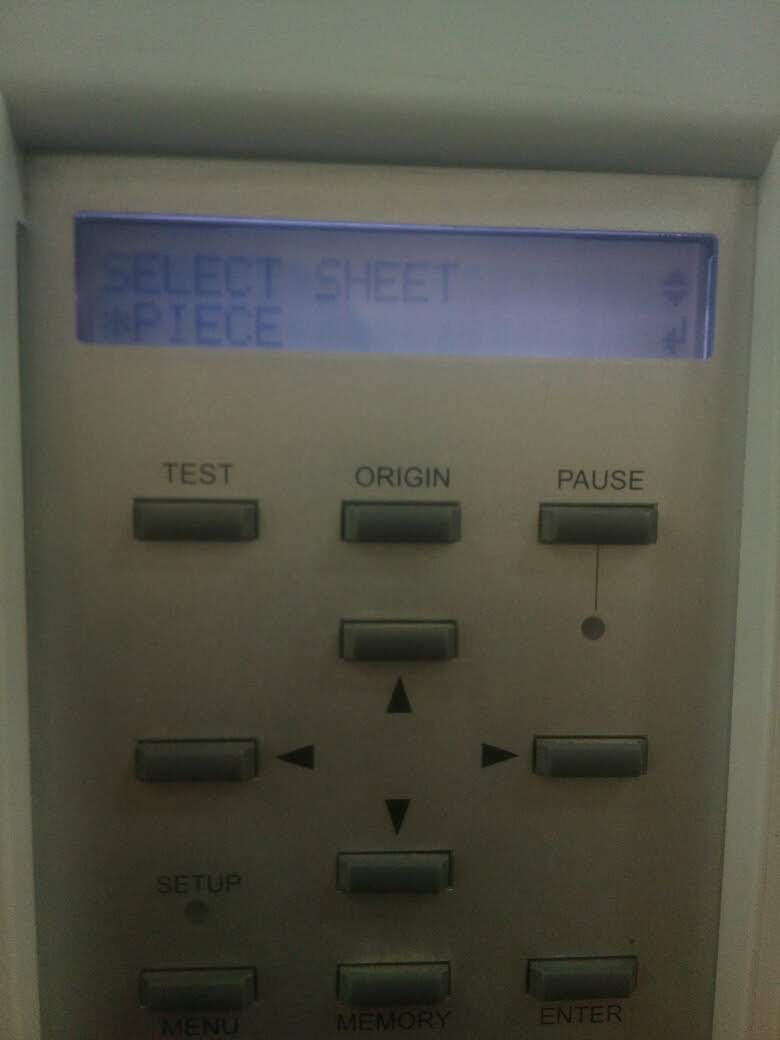 SELECT SHEET
*PIECE
TEST ORIGIN PAUSE
SETUP
MENU MEMORY ENTER